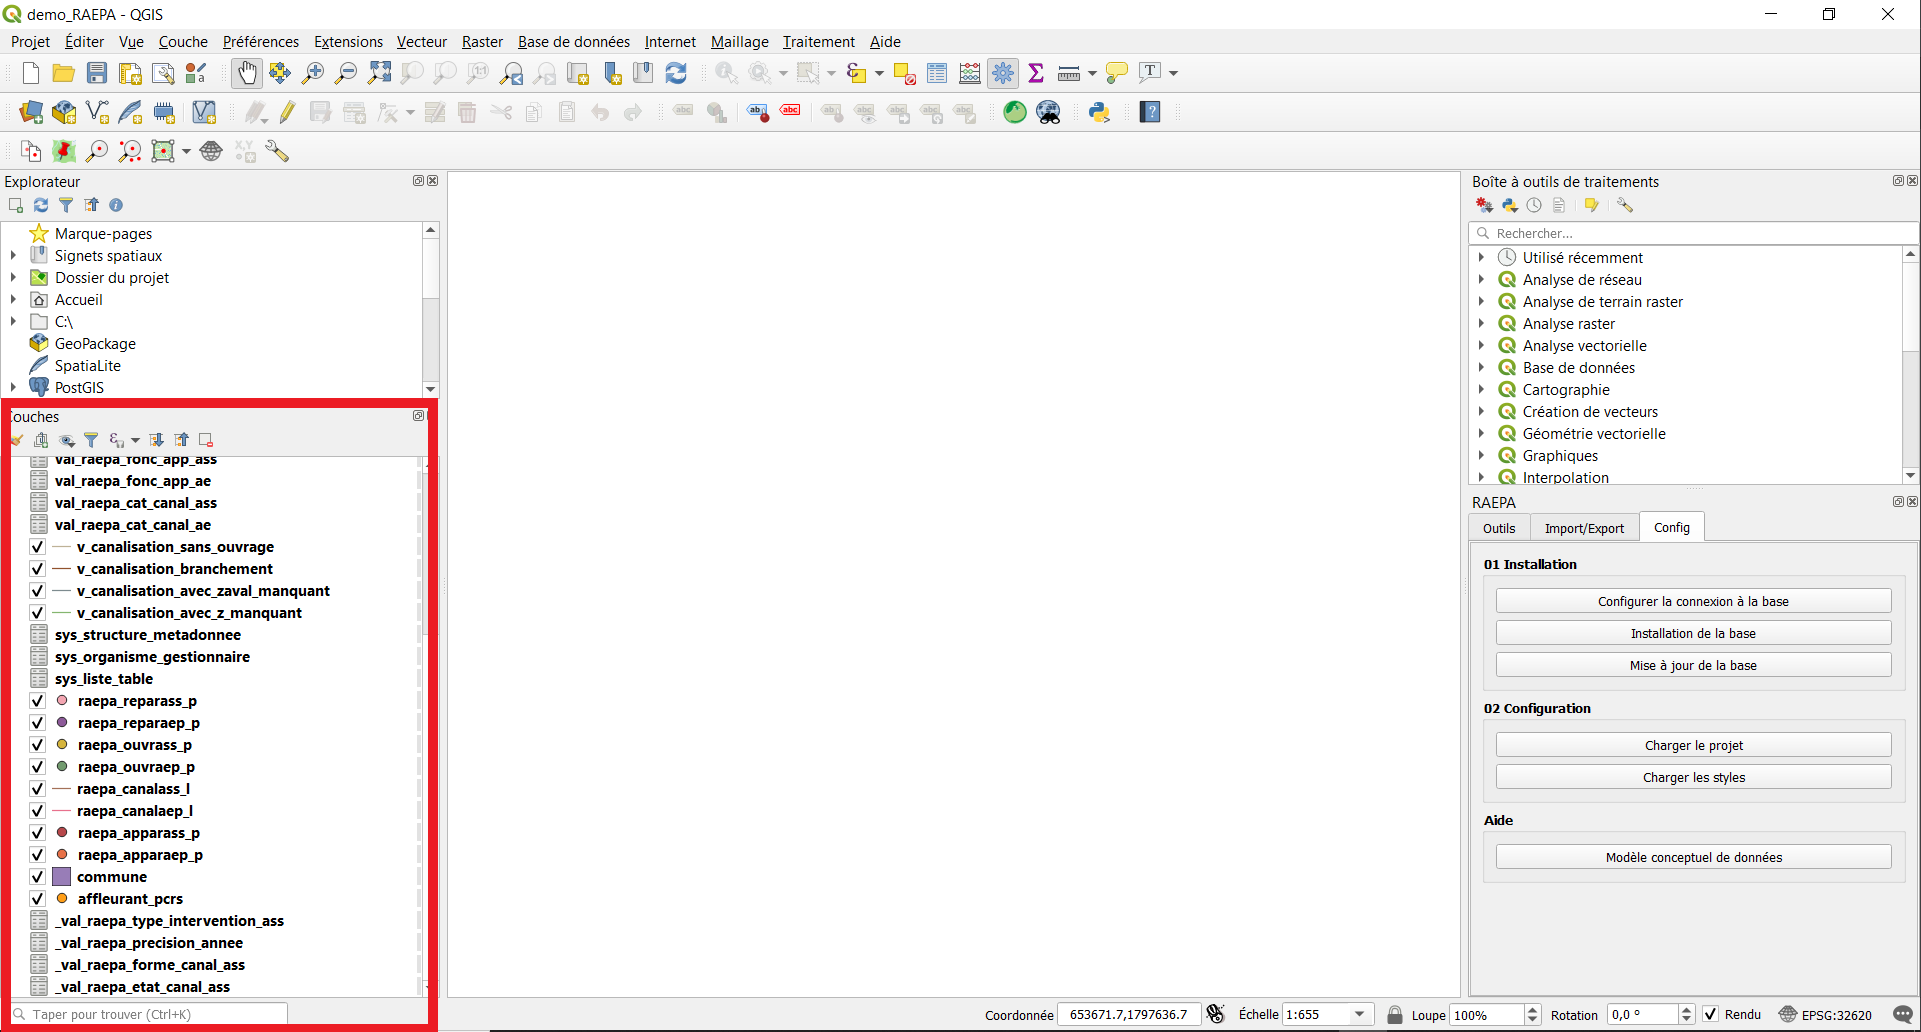 demo_RAEPA - QGIS
Projet Éditer Vue Couche Préférences Extensions Vecteur Raster Base de données Internet Maillage Traitement Aide
Explorateur
Marque-pages
Signets spatiaux
Dossier du projet
Accueil
C:\
GeoPackage
SpatiaLite
PostGIS
Couches
val_raepa_fonc_app_ass
val_raepa_fonc_app_ae
val_raepa_cat_canal_ass
val_raepa_cat_canal_ae
v_canalisation_sans_ouvrage
v_canalisation_branchement
v_canalisation_avec_zaval_manquant
v_canalisation_avec_z_manquant
sys_structure_metadonnee
sys_organisme_gestionnaire
sys_liste_table
raepa_reparass_p
raepa_reparaep_p
raepa_ouvrass_p
raepa_ouvraep_p
raepa_canalass_l
raepa_canalaep_l
raepa_apparass_p
raepa_apparaep_p
commune
affleurant_pcrs
_val_raepa_type_intervention_ass
_val_raepa_precision_annee
_val_raepa_forme_canal_ass
_val_raepa_etat_canal_ass
Taper pour trouver (Ctrl+K)
Boîte à outils de traitements
Rechercher...
Utilisé récemment
Analyse de réseau
Analyse de terrain raster
Analyse raster
Analyse vectorielle
Base de données
Cartographie
Création de vecteurs
Géométrie vectorielle
Graphiques
Interpolation
RAEPA
Outils Import/Export Config
01 Installation
Configurer la connexion à la base
Installation de la base
Mise à jour de la base
02 Configuration
Charger le projet
Charger les styles
Aide
Modèle conceptuel de données
Coordonnée 653671.7,1797636.7 Échelle 1:655 Loupe 100% Rotation 0,0 ° Rendu EPSG:32620